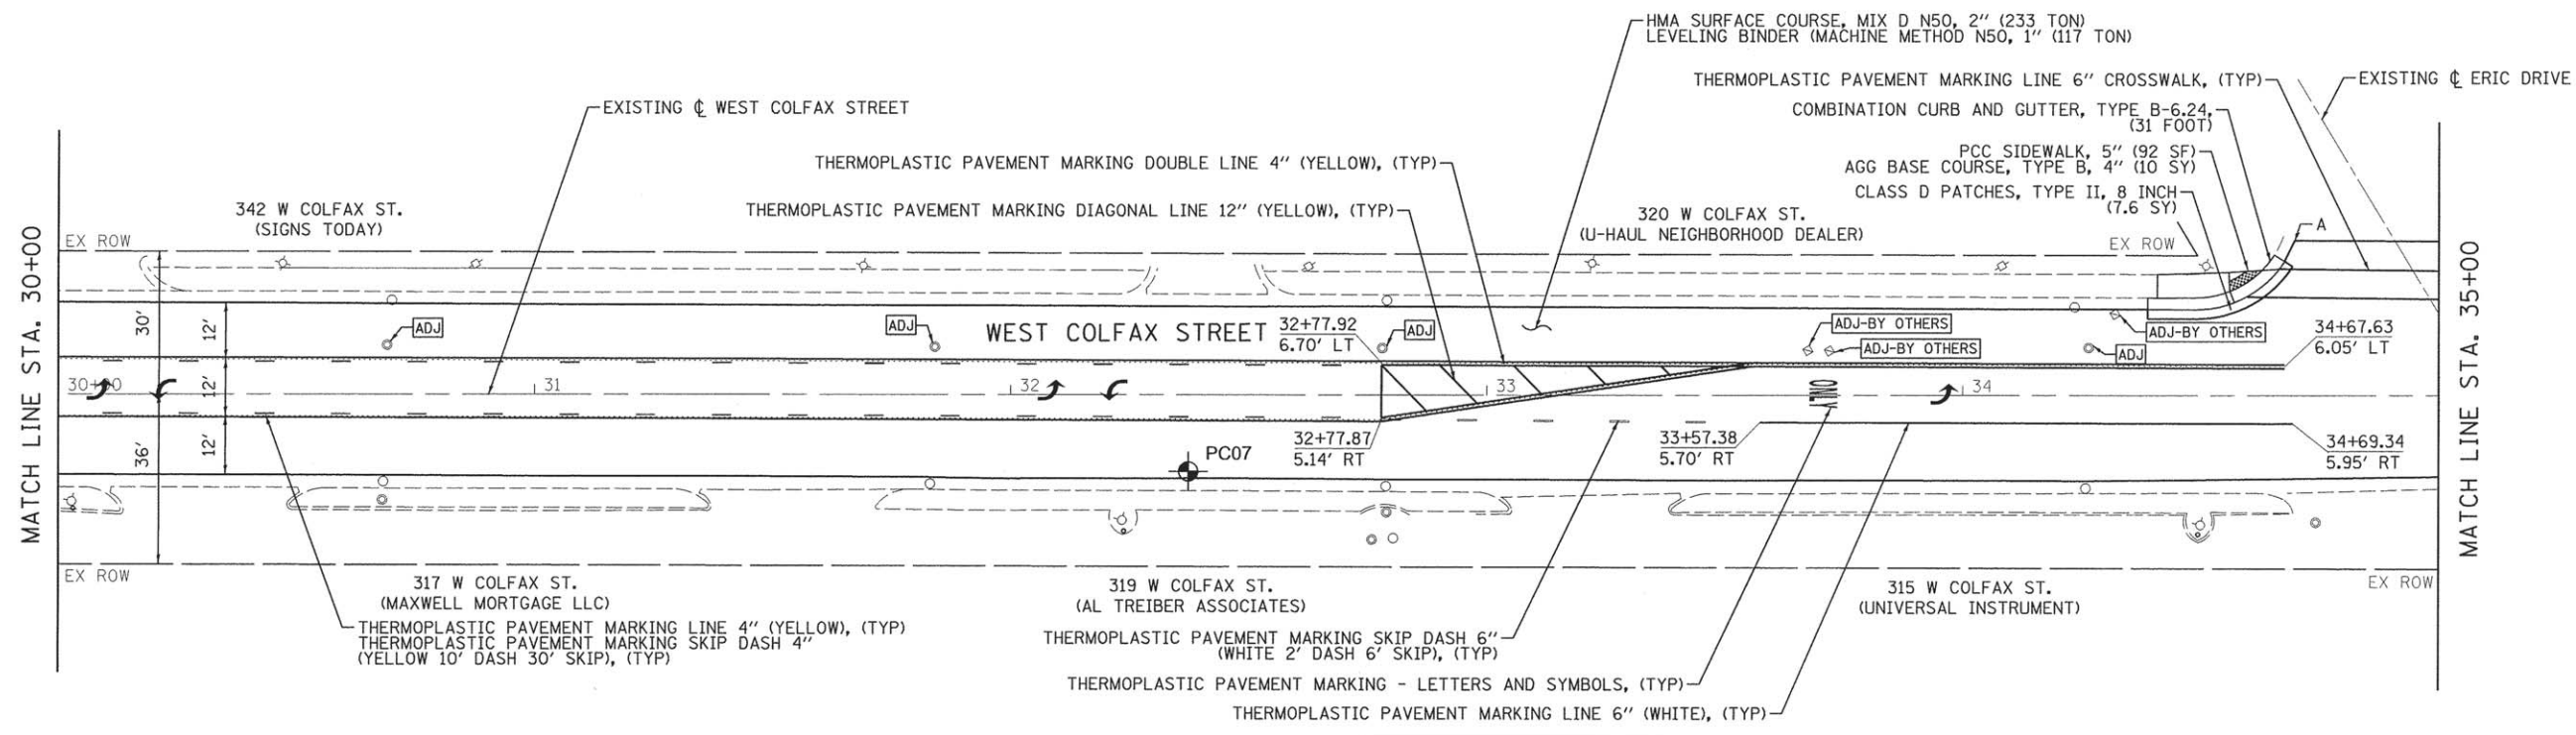 HMA SURFACE COURSE, MIX D N50, 2" (233 TON)
LEVELING BINDER (MACHINE METHOD N50, 1" (117 TON)
THERMOPLASTIC PAVEMENT MARKING LINE 6" CROSSWALK, (TYP)
EXISTING ℄ ERIC DRIVE
EXISTING ℄ WEST COLFAX STREET
COMBINATION CURB AND GUTTER, TYPE B-6.24,
(31 FOOT)
THERMOPLASTIC PAVEMENT MARKING DOUBLE LINE 4" (YELLOW), (TYP)
PCC SIDEWALK, 5" (92 SF)
AGG BASE COURSE, TYPE B, 4" (10 SY)
CLASS D PATCHES, TYPE II, 8 INCH
(7.6 SY)
342 W COLFAX ST.
(SIGNS TODAY)
THERMOPLASTIC PAVEMENT MARKING DIAGONAL LINE 12" (YELLOW), (TYP)
320 W COLFAX ST.
(U-HAUL NEIGHBORHOOD DEALER)
A
EX ROW
EX ROW
MATCH LINE STA. 30+00
MATCH LINE STA. 35+00
30'
12'
ADJ
ADJ
WEST COLFAX STREET
32+77.92
6.70' LT
ADJ
ADJ-BY OTHERS
ADJ-BY OTHERS
ADJ-BY OTHERS
ADJ
34+67.63
6.05' LT
30+00
12'
31
32
33
ONLY
34
36'
12'
32+77.87
5.14' RT
PC07
33+57.38
5.70' RT
34+69.34
5.95' RT
EX ROW
EX ROW
317 W COLFAX ST.
(MAXWELL MORTGAGE LLC)
319 W COLFAX ST.
(AL TREIBER ASSOCIATES)
315 W COLFAX ST.
(UNIVERSAL INSTRUMENT)
THERMOPLASTIC PAVEMENT MARKING LINE 4" (YELLOW), (TYP)
THERMOPLASTIC PAVEMENT MARKING SKIP DASH 4"
(YELLOW 10' DASH 30' SKIP), (TYP)
THERMOPLASTIC PAVEMENT MARKING SKIP DASH 6"
(WHITE 2' DASH 6' SKIP), (TYP)
THERMOPLASTIC PAVEMENT MARKING - LETTERS AND SYMBOLS, (TYP)
THERMOPLASTIC PAVEMENT MARKING LINE 6" (WHITE), (TYP)